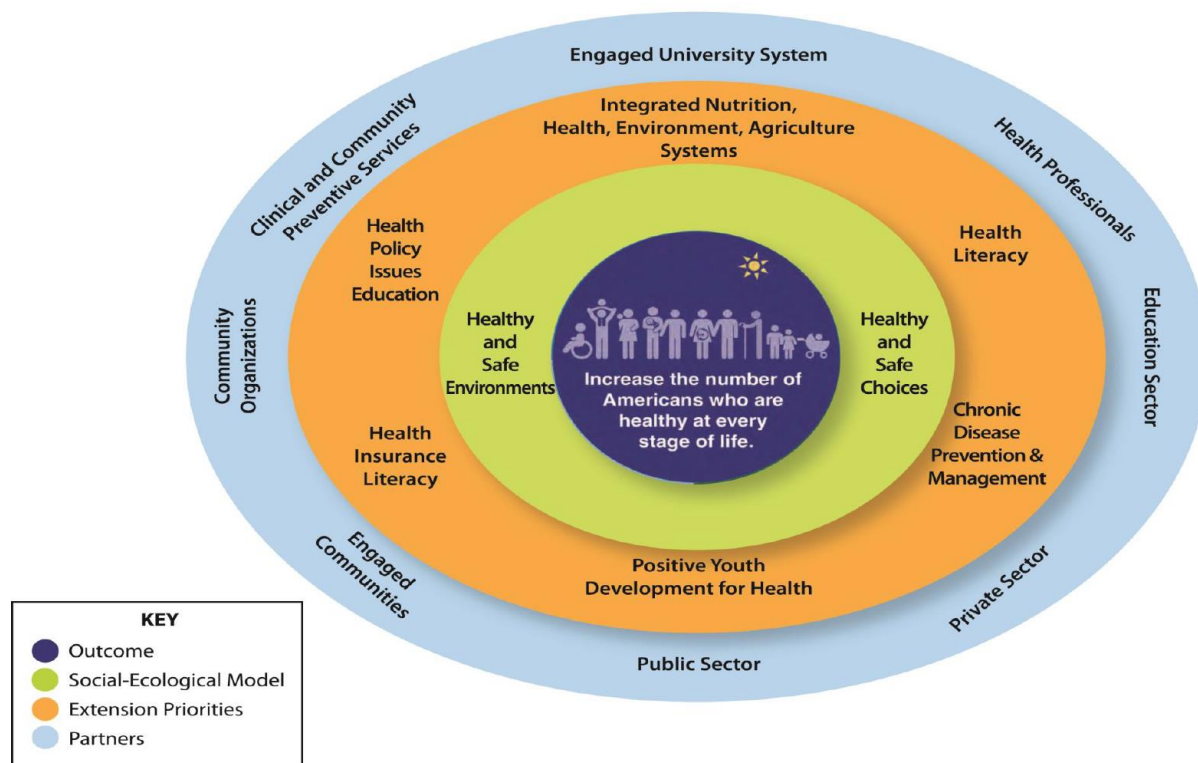 Engaged University System
Clinical and Community
Preventive Services
Health Professionals
Community
Organizations
Education Sector
Engaged
Communities
Private Sector
Public Sector
Integrated Nutrition,
Health, Environment, Agriculture
Systems
Health
Policy
Issues
Education
Health
Literacy
Health
Insurance
Literacy
Chronic
Disease
Prevention &
Management
Positive Youth
Development for Health
Healthy
and
Safe
Environments
Healthy
and
Safe
Choices
Increase the number of
Americans who are
healthy at every
stage of life.
KEY
Outcome
Social-Ecological Model
Extension Priorities
Partners